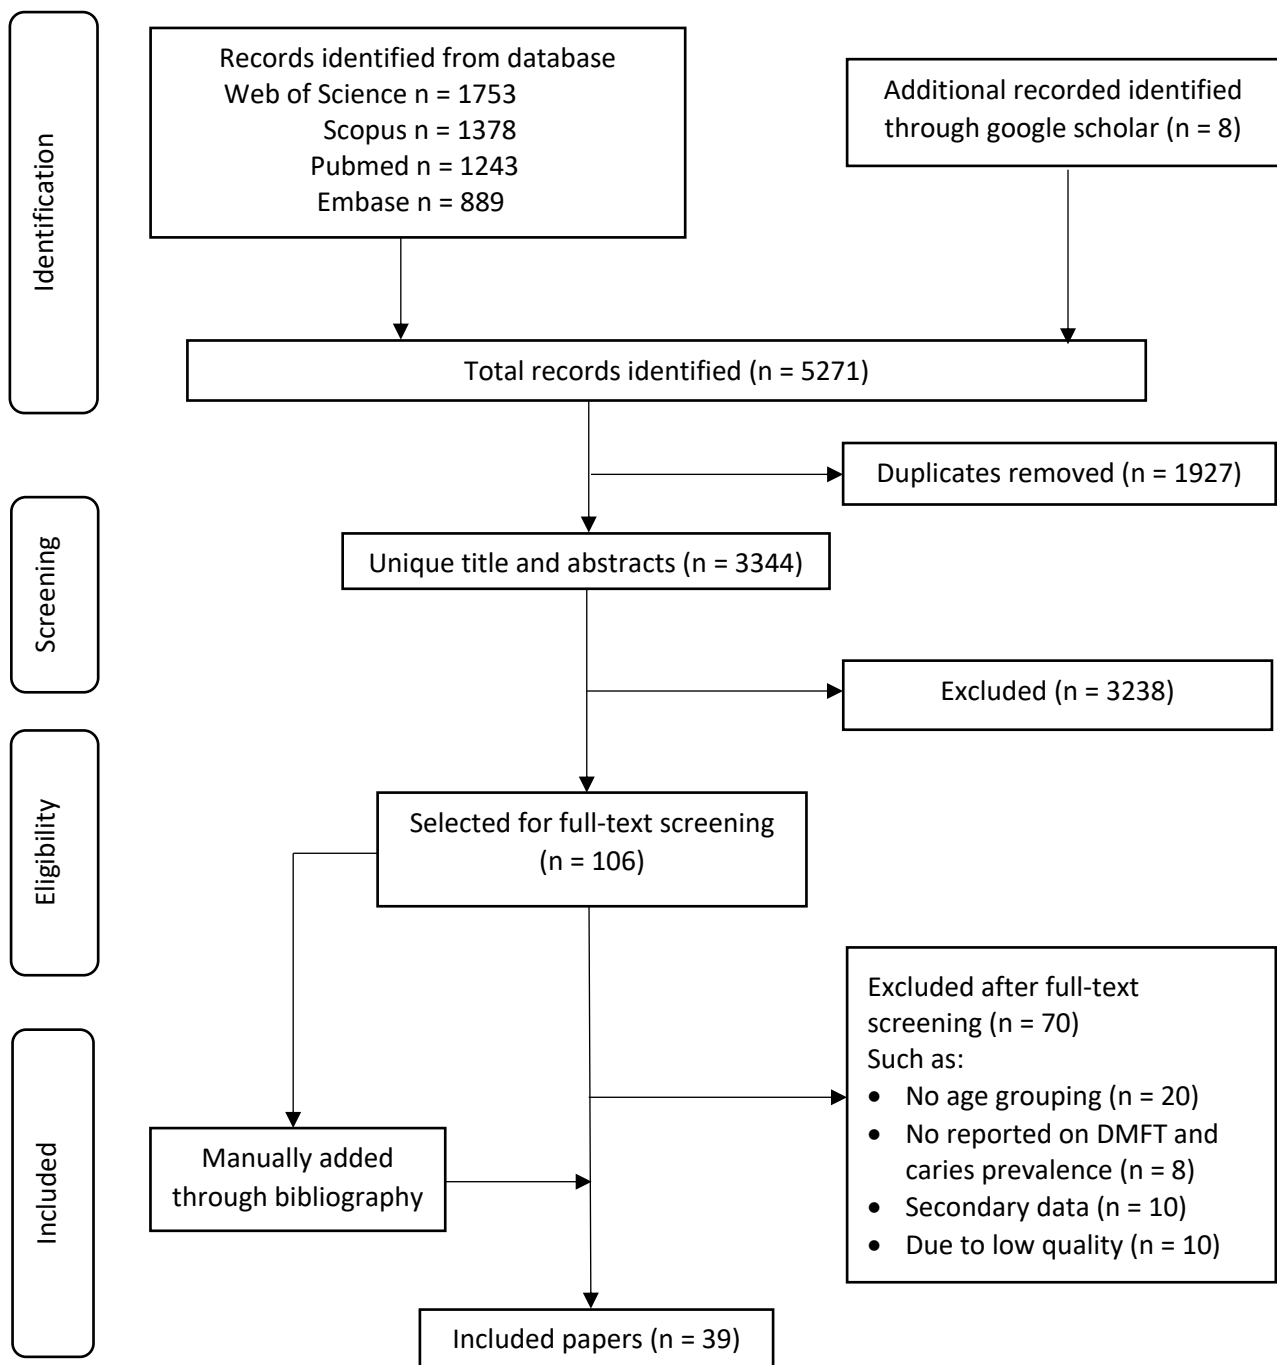 Identification
Records identified from database
Web of Science n = 1753
Scopus n = 1378
Pubmed n = 1243
Embase n = 889
Additional recorded identified
through google scholar (n = 8)
Total records identified (n = 5271)
Duplicates removed (n = 1927)
Screening
Unique title and abstracts (n = 3344)
Excluded (n = 3238)
Eligibility
Selected for full-text screening
(n = 106)
Excluded after full-text
screening (n = 70)
Such as:
• No age grouping (n = 20)
• No reported on DMFT and
caries prevalence (n = 8)
• Secondary data (n = 10)
• Due to low quality (n = 10)
Included
Manually added
through bibliography
Included papers (n = 39)